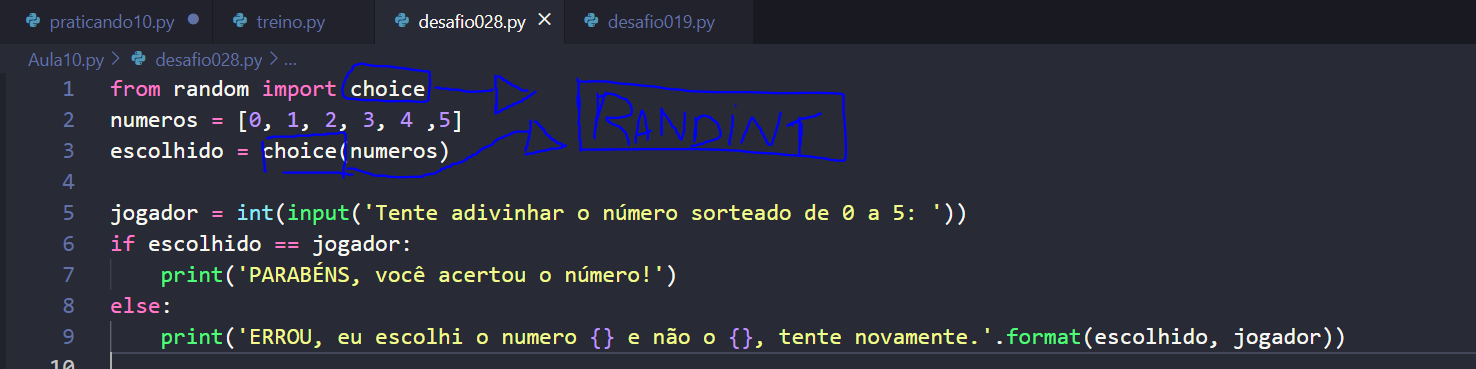 praticando10.py treino.py desafio028.py desafio019.py
Aula10.py > desafio028.py > ...
1 from random import choice
2 numeros = [0, 1, 2, 3, 4 ,5]
3 escolhido = choice(numeros)
RANDINT
4
5 jogador = int(input('Tente adivinhar o número sorteado de 0 a 5: '))
6 if escolhido == jogador:
7 print('PARABÉNS, você acertou o número!')
8 else:
9 print('ERROU, eu escolhi o numero {} e não o {}, tente novamente.'.format(escolhido, jogador))
10